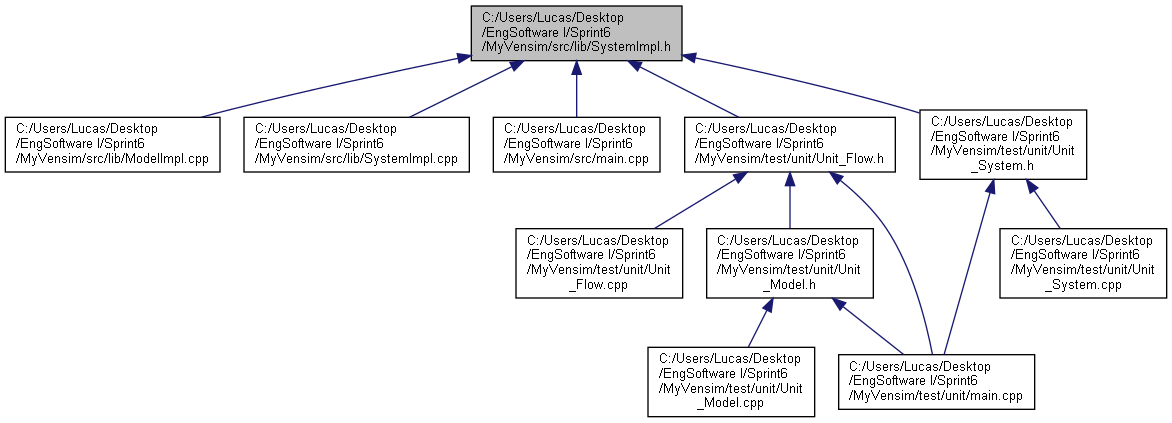 C:/Users/Lucas/Desktop
/EngSoftware I/Sprint6
/MyVensim/src/lib/SystemImpl.h
C:/Users/Lucas/Desktop
/EngSoftware I/Sprint6
/MyVensim/src/lib/ModelImpl.cpp
C:/Users/Lucas/Desktop
/EngSoftware I/Sprint6
/MyVensim/src/lib/SystemImpl.cpp
C:/Users/Lucas/Desktop
/EngSoftware I/Sprint6
/MyVensim/src/main.cpp
C:/Users/Lucas/Desktop
/EngSoftware I/Sprint6
/MyVensim/test/unit/Unit_Flow.h
C:/Users/Lucas/Desktop
/EngSoftware I/Sprint6
/MyVensim/test/unit/Unit
_System.h
C:/Users/Lucas/Desktop
/EngSoftware I/Sprint6
/MyVensim/test/unit/Unit
_Flow.cpp
C:/Users/Lucas/Desktop
/EngSoftware I/Sprint6
/MyVensim/test/unit/Unit
_Model.h
C:/Users/Lucas/Desktop
/EngSoftware I/Sprint6
/MyVensim/test/unit/Unit
_System.cpp
C:/Users/Lucas/Desktop
/EngSoftware I/Sprint6
/MyVensim/test/unit/Unit
_Model.cpp
C:/Users/Lucas/Desktop
/EngSoftware I/Sprint6
/MyVensim/test/unit/main.cpp